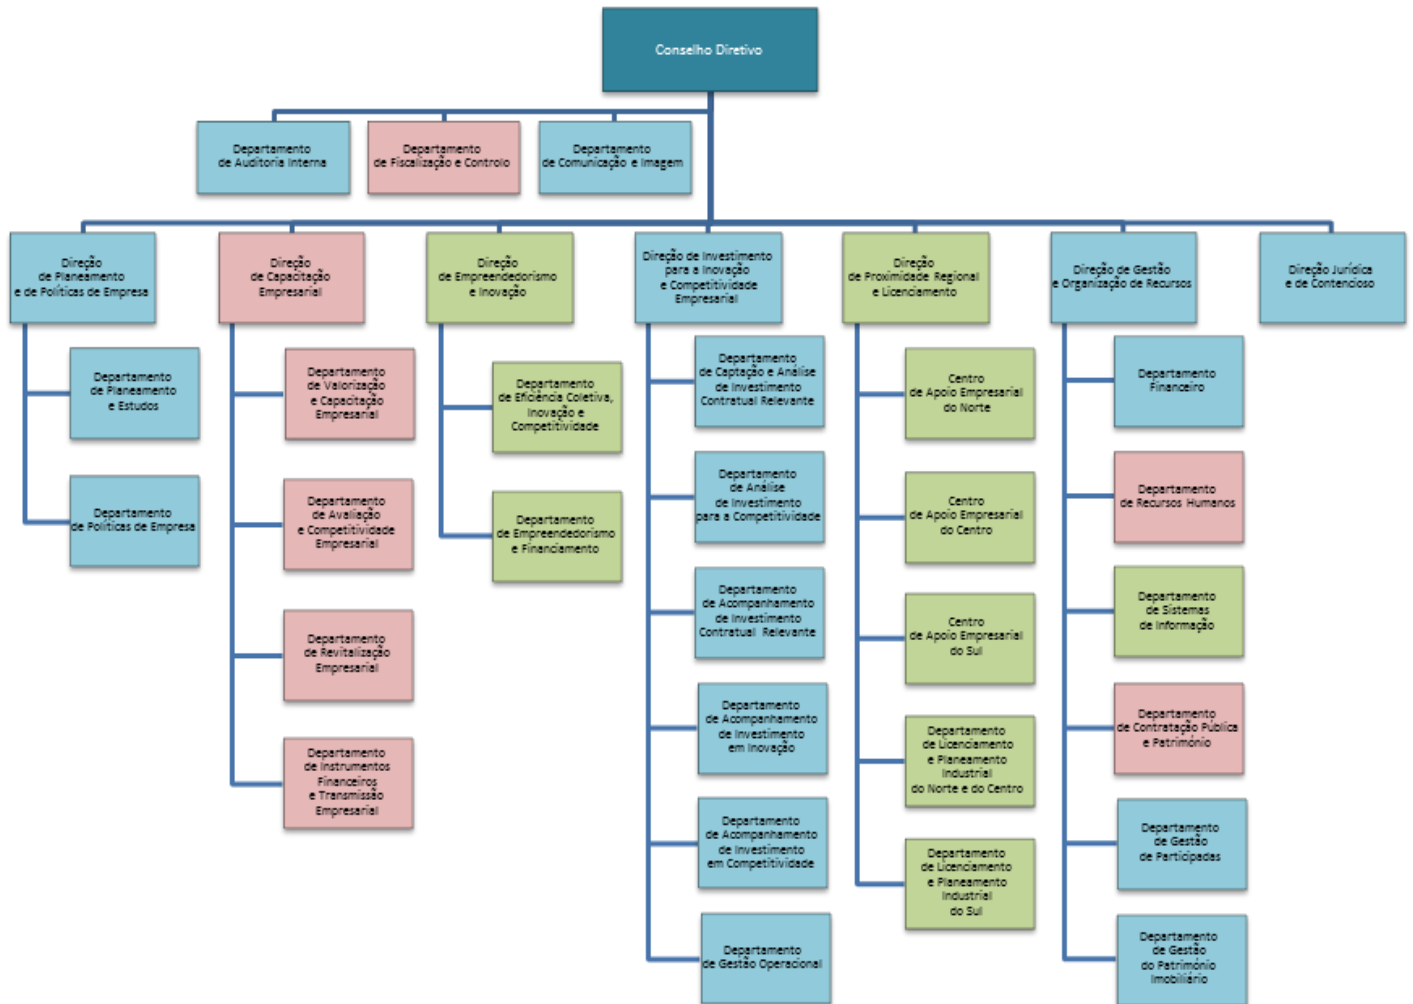 Conselho Diretivo
Departamento
de Auditoria Interna
Departamento
de Fiscalização e Controlo
Departamento
de Comunicação e Imagem
Direção
de Planeamento
e de Políticas de Empresa
Direção
de Capacitação
Empresarial
Direção
de Empreendedorismo
e Inovação
Direção de Investimento
para a Inovação
e Competitividade
Empresarial
Direção
de Proximidade Regional
e Licenciamento
Direção de Gestão
e Organização de Recursos
Direção Jurídica
e de Contencioso
Departamento
de Planeamento
e Estudos
Departamento
de Políticas de Empresa
Departamento
de Valorização
e Capacitação
Empresarial
Departamento
de Avaliação
e Competitividade
Empresarial
Departamento
de Revitalização
Empresarial
Departamento
de Instrumentos
Financeiros
e Transmissão
Empresarial
Departamento
de Eficiência Coletiva,
Inovação e
Competitividade
Departamento
de Empreendedorismo
e Financiamento
Departamento
de Captação e Análise
de Investimento
Contratual Relevante
Departamento
de Análise
de Investimento
para a Competitividade
Departamento
de Acompanhamento
de Investimento
Contratual Relevante
Departamento
de Acompanhamento
de Investimento
em Inovação
Departamento
de Acompanhamento
de Investimento
em Competitividade
Departamento
de Gestão Operacional
Centro
de Apoio Empresarial
do Norte
Centro
de Apoio Empresarial
do Centro
Centro
de Apoio Empresarial
do Sul
Departamento
de Licenciamento
e Planeamento
Industrial
do Norte e do Centro
Departamento
de Licenciamento
e Planeamento
Industrial
do Sul
Departamento
Financeiro
Departamento
de Recursos Humanos
Departamento
de Sistemas
de Informação
Departamento
de Contratação Pública
e Património
Departamento
de Gestão
de Participadas
Departamento
de Gestão
do Património
Imobiliário